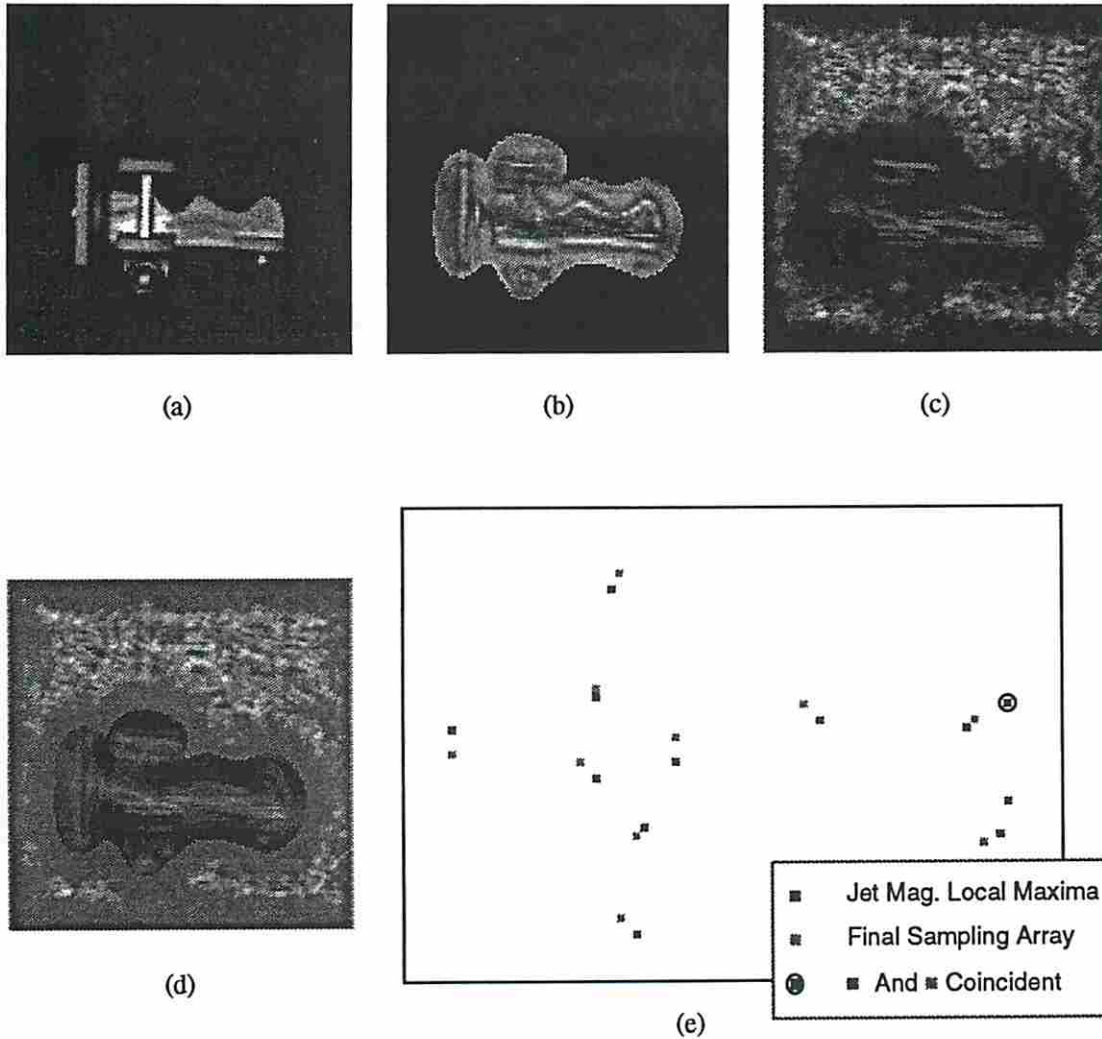 (a)
(b)
(c)
(d)
Jet Mag. Local Maxima
Final Sampling Array
And Coincident
(e)